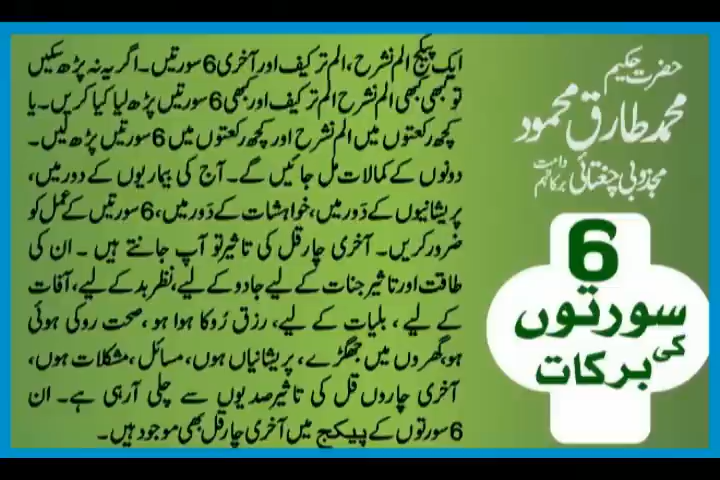 حضرت حکیم
محمد طارق محمود
مجذوبی چغتائی دامت برکاتہم
6
سورتوں
کی برکات
ایک پیکج الم نشرح، الم ترکیف اور آخری 6 سورتیں۔ اگر یہ نہ پڑھ سکیں
تو کبھی کبھی الم نشرح الم ترکیف اور کبھی 6 سورتیں پڑھ لیا کیا کریں۔ یا
کچھ رکعتوں میں الم نشرح اور کچھ رکعتوں میں 6 سورتیں پڑھ لیں۔
دونوں کے کمالات مل جائیں گے۔ آج کی بیماریوں کے دور میں،
پریشانیوں کے دَور میں، خواہشات کے دَور میں، 6 سورتیں کے عمل کو
ضرور کریں۔ آخری چار قل کی تاثیر تو آپ جانتے ہیں۔ ان کی
طاقت اور تاثیر جنات کے لیے جادو کے لیے، نظر بد کے لیے، آفات
کے لیے، بلیات کے لیے، رزق رُوکا ہوا ہو، صحت روکی ہوئی
ہو، گھروں میں جھگڑے، پریشانیاں ہوں، مسائل، مشکلات ہوں،
آخری چاروں قل کی تاثیر صدیوں سے چلی آرہی ہے۔ ان
6 سورتوں کے پیکج میں آخری چار قل بھی موجود ہیں۔